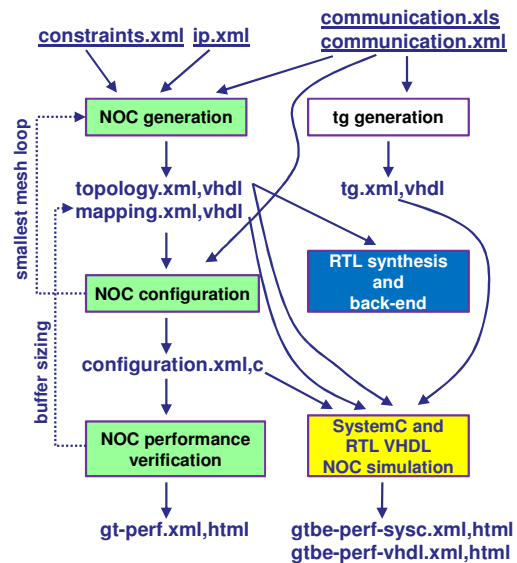 communication.xls
constraints.xml ip.xml communication.xml
NOC generation
tg generation
smallest mesh loop
topology.xml,vhdl
mapping.xml,vhdl
tg.xml,vhdl
RTL synthesis
and
back-end
NOC configuration
buffer sizing
configuration.xml,c
NOC performance
verification
SystemC and
RTL VHDL
NOC simulation
gt-perf.xml,html
gtbe-perf-sysc.xml,html
gtbe-perf-vhdl.xml,html